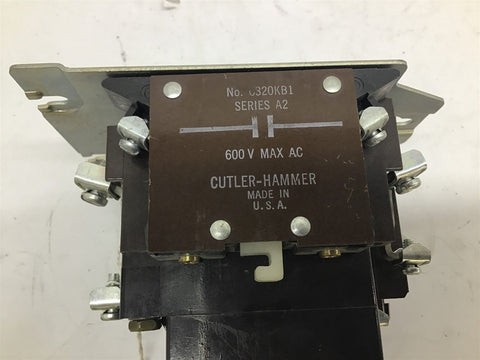 No. C320KB1
SERIES A2
600 V MAX AC
CUTLER-HAMMER
MADE IN
U.S.A.